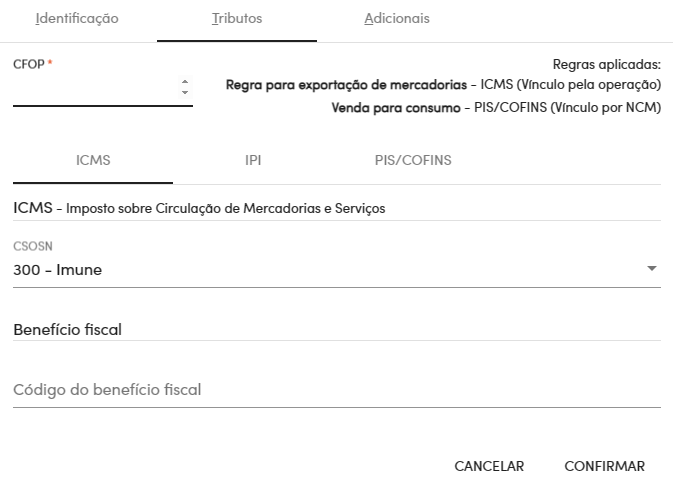 Identificação
Tributos
Adicionais
CFOP *
Regras aplicadas:
Regra para exportação de mercadorias - ICMS (Vínculo pela operação)
Venda para consumo - PIS/COFINS (Vínculo por NCM)
ICMS
IPI
PIS/COFINS
ICMS - Imposto sobre Circulação de Mercadorias e Serviços
CSOSN
300 - Imune
Benefício fiscal
Código do benefício fiscal
CANCELAR
CONFIRMAR